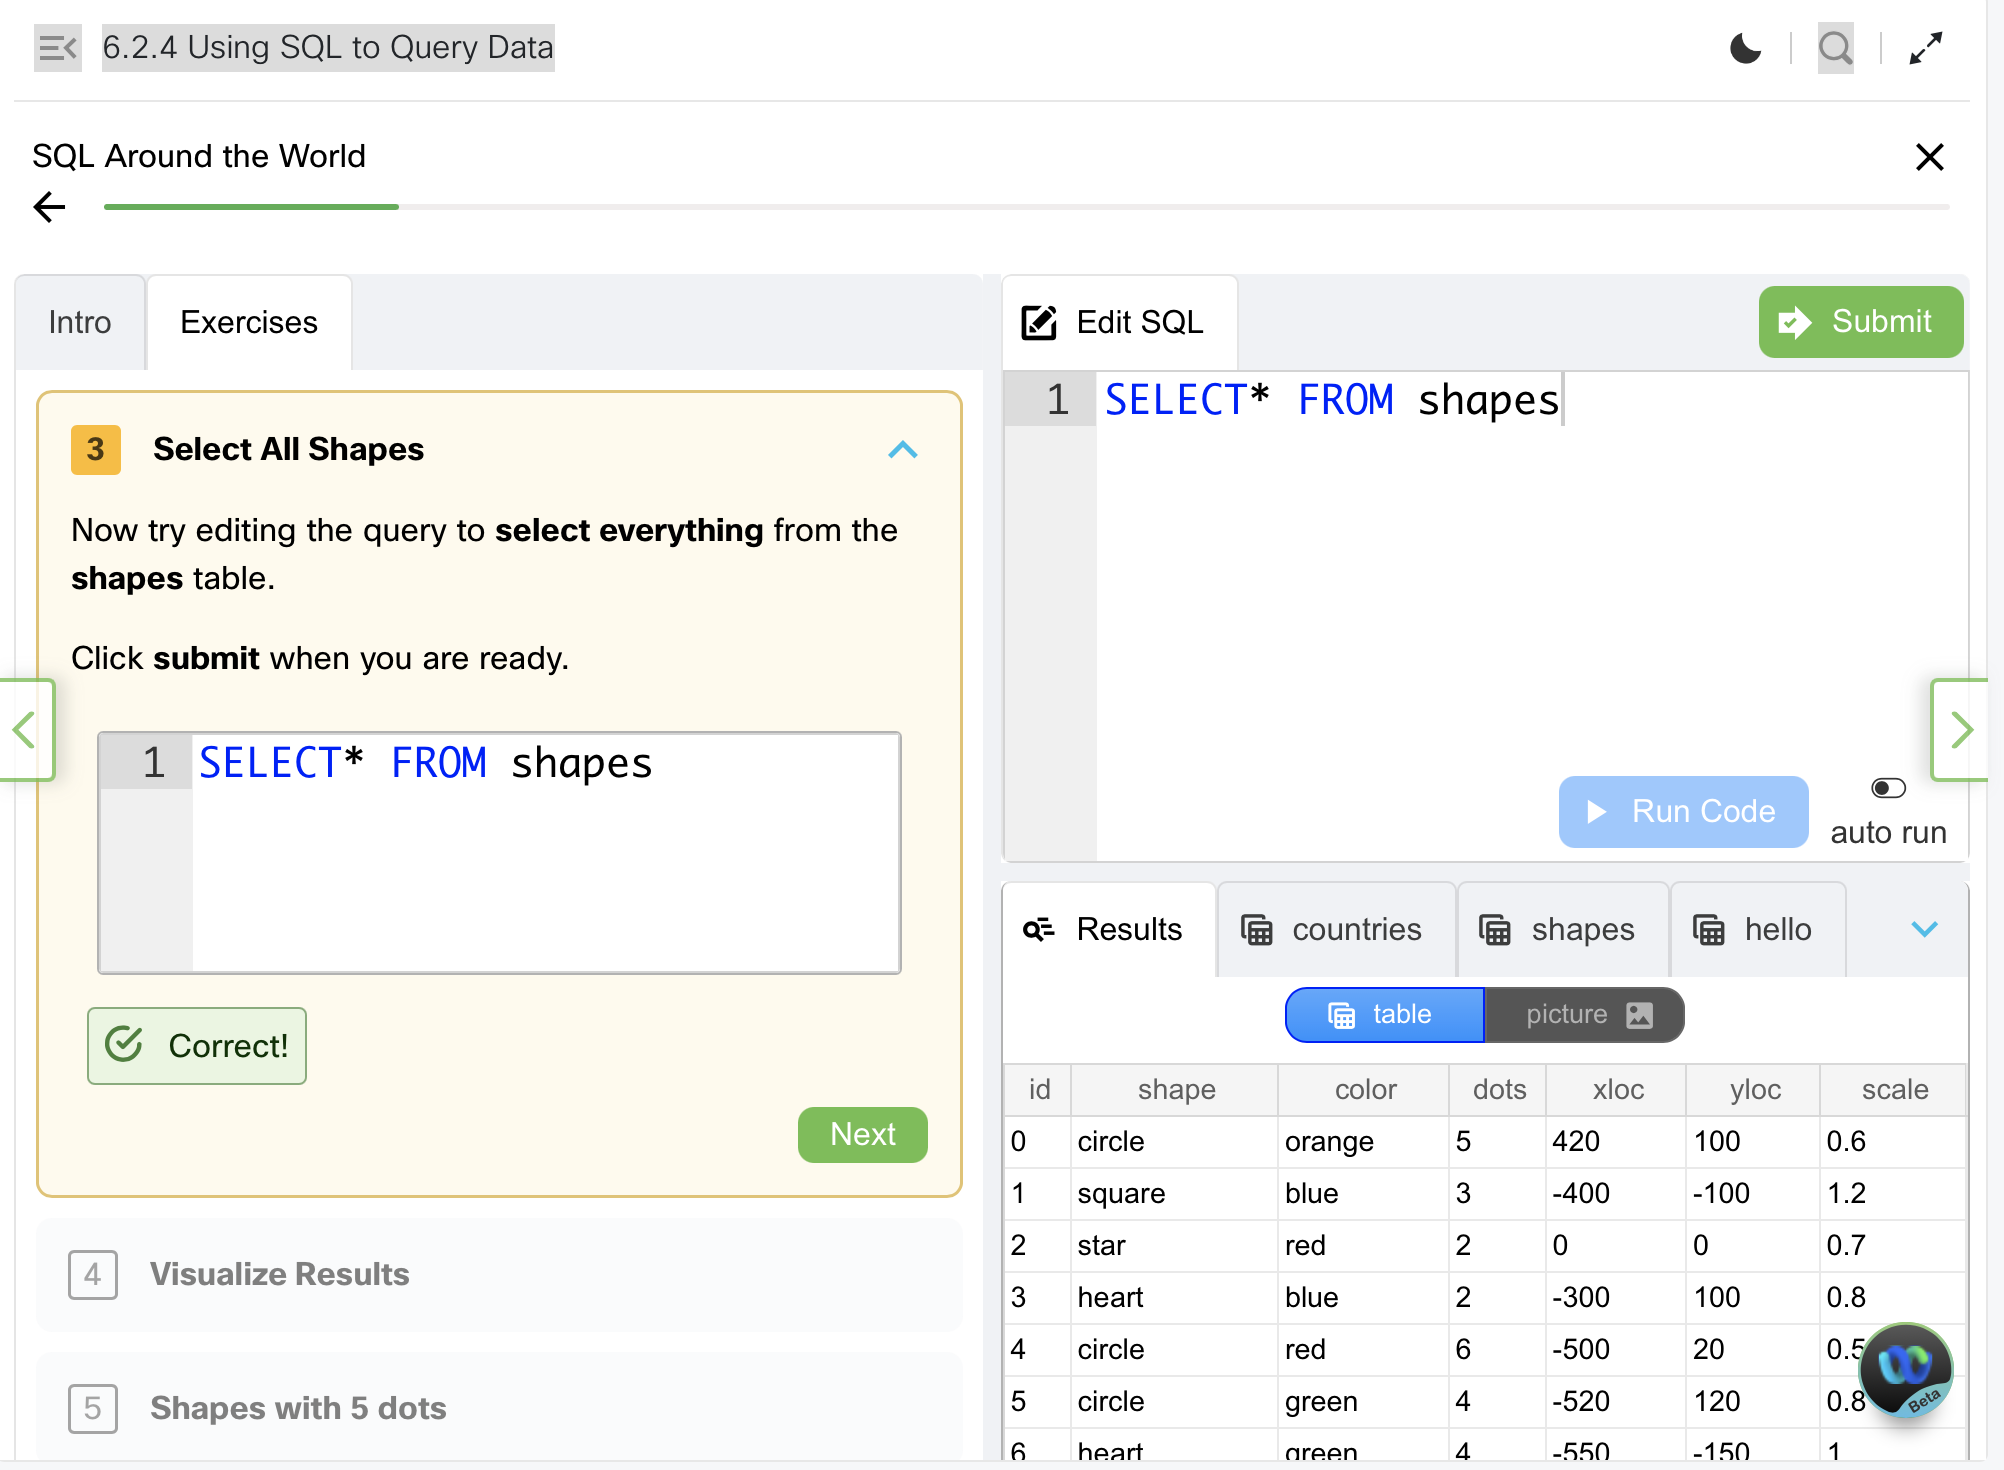 6.2.4 Using SQL to Query Data
SQL Around the World
Intro
Exercises
3 Select All Shapes
Now try editing the query to select everything from the
shapes table.
Click submit when you are ready.
1 SELECT* FROM shapes
Correct!
Next
4 Visualize Results
5 Shapes with 5 dots
Edit SQL
Submit
1 SELECT* FROM shapes
Run Code
auto run
Results countries shapes hello
table picture
id shape color dots xloc yloc scale
0 circle orange 5 420 100 0.6
1 square blue 3 -400 -100 1.2
2 star red 2 0 0 0.7
3 heart blue 2 -300 100 0.8
4 circle red 6 -500 20 0.5
5 circle green 4 -520 120 0.8
6 heart green 4 -550 -150 1
Beta